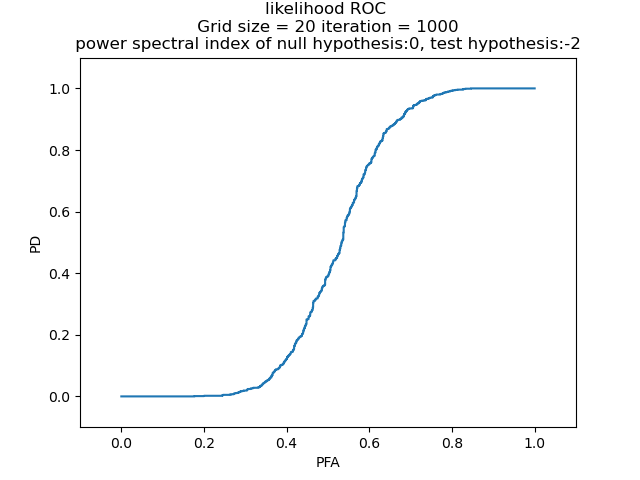 likelihood ROC
Grid size = 20 iteration = 1000
power spectral index of null hypothesis:0, test hypothesis:-2
1.0
0.8
0.6
0.4
0.2
0.0
PD
0.0 0.2 0.4 0.6 0.8 1.0
PFA